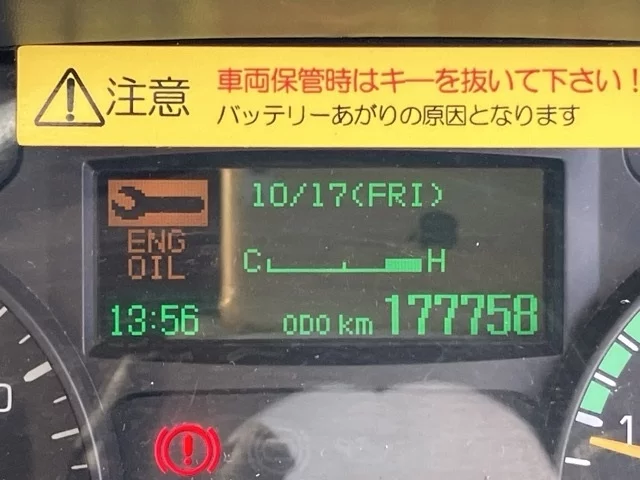 注意
車両保管時はキーを抜いて下さい!
バッテリーあがりの原因となります
10/17(FRI)
ENG
OIL
C H
13:56 ODO km 177758
0
1